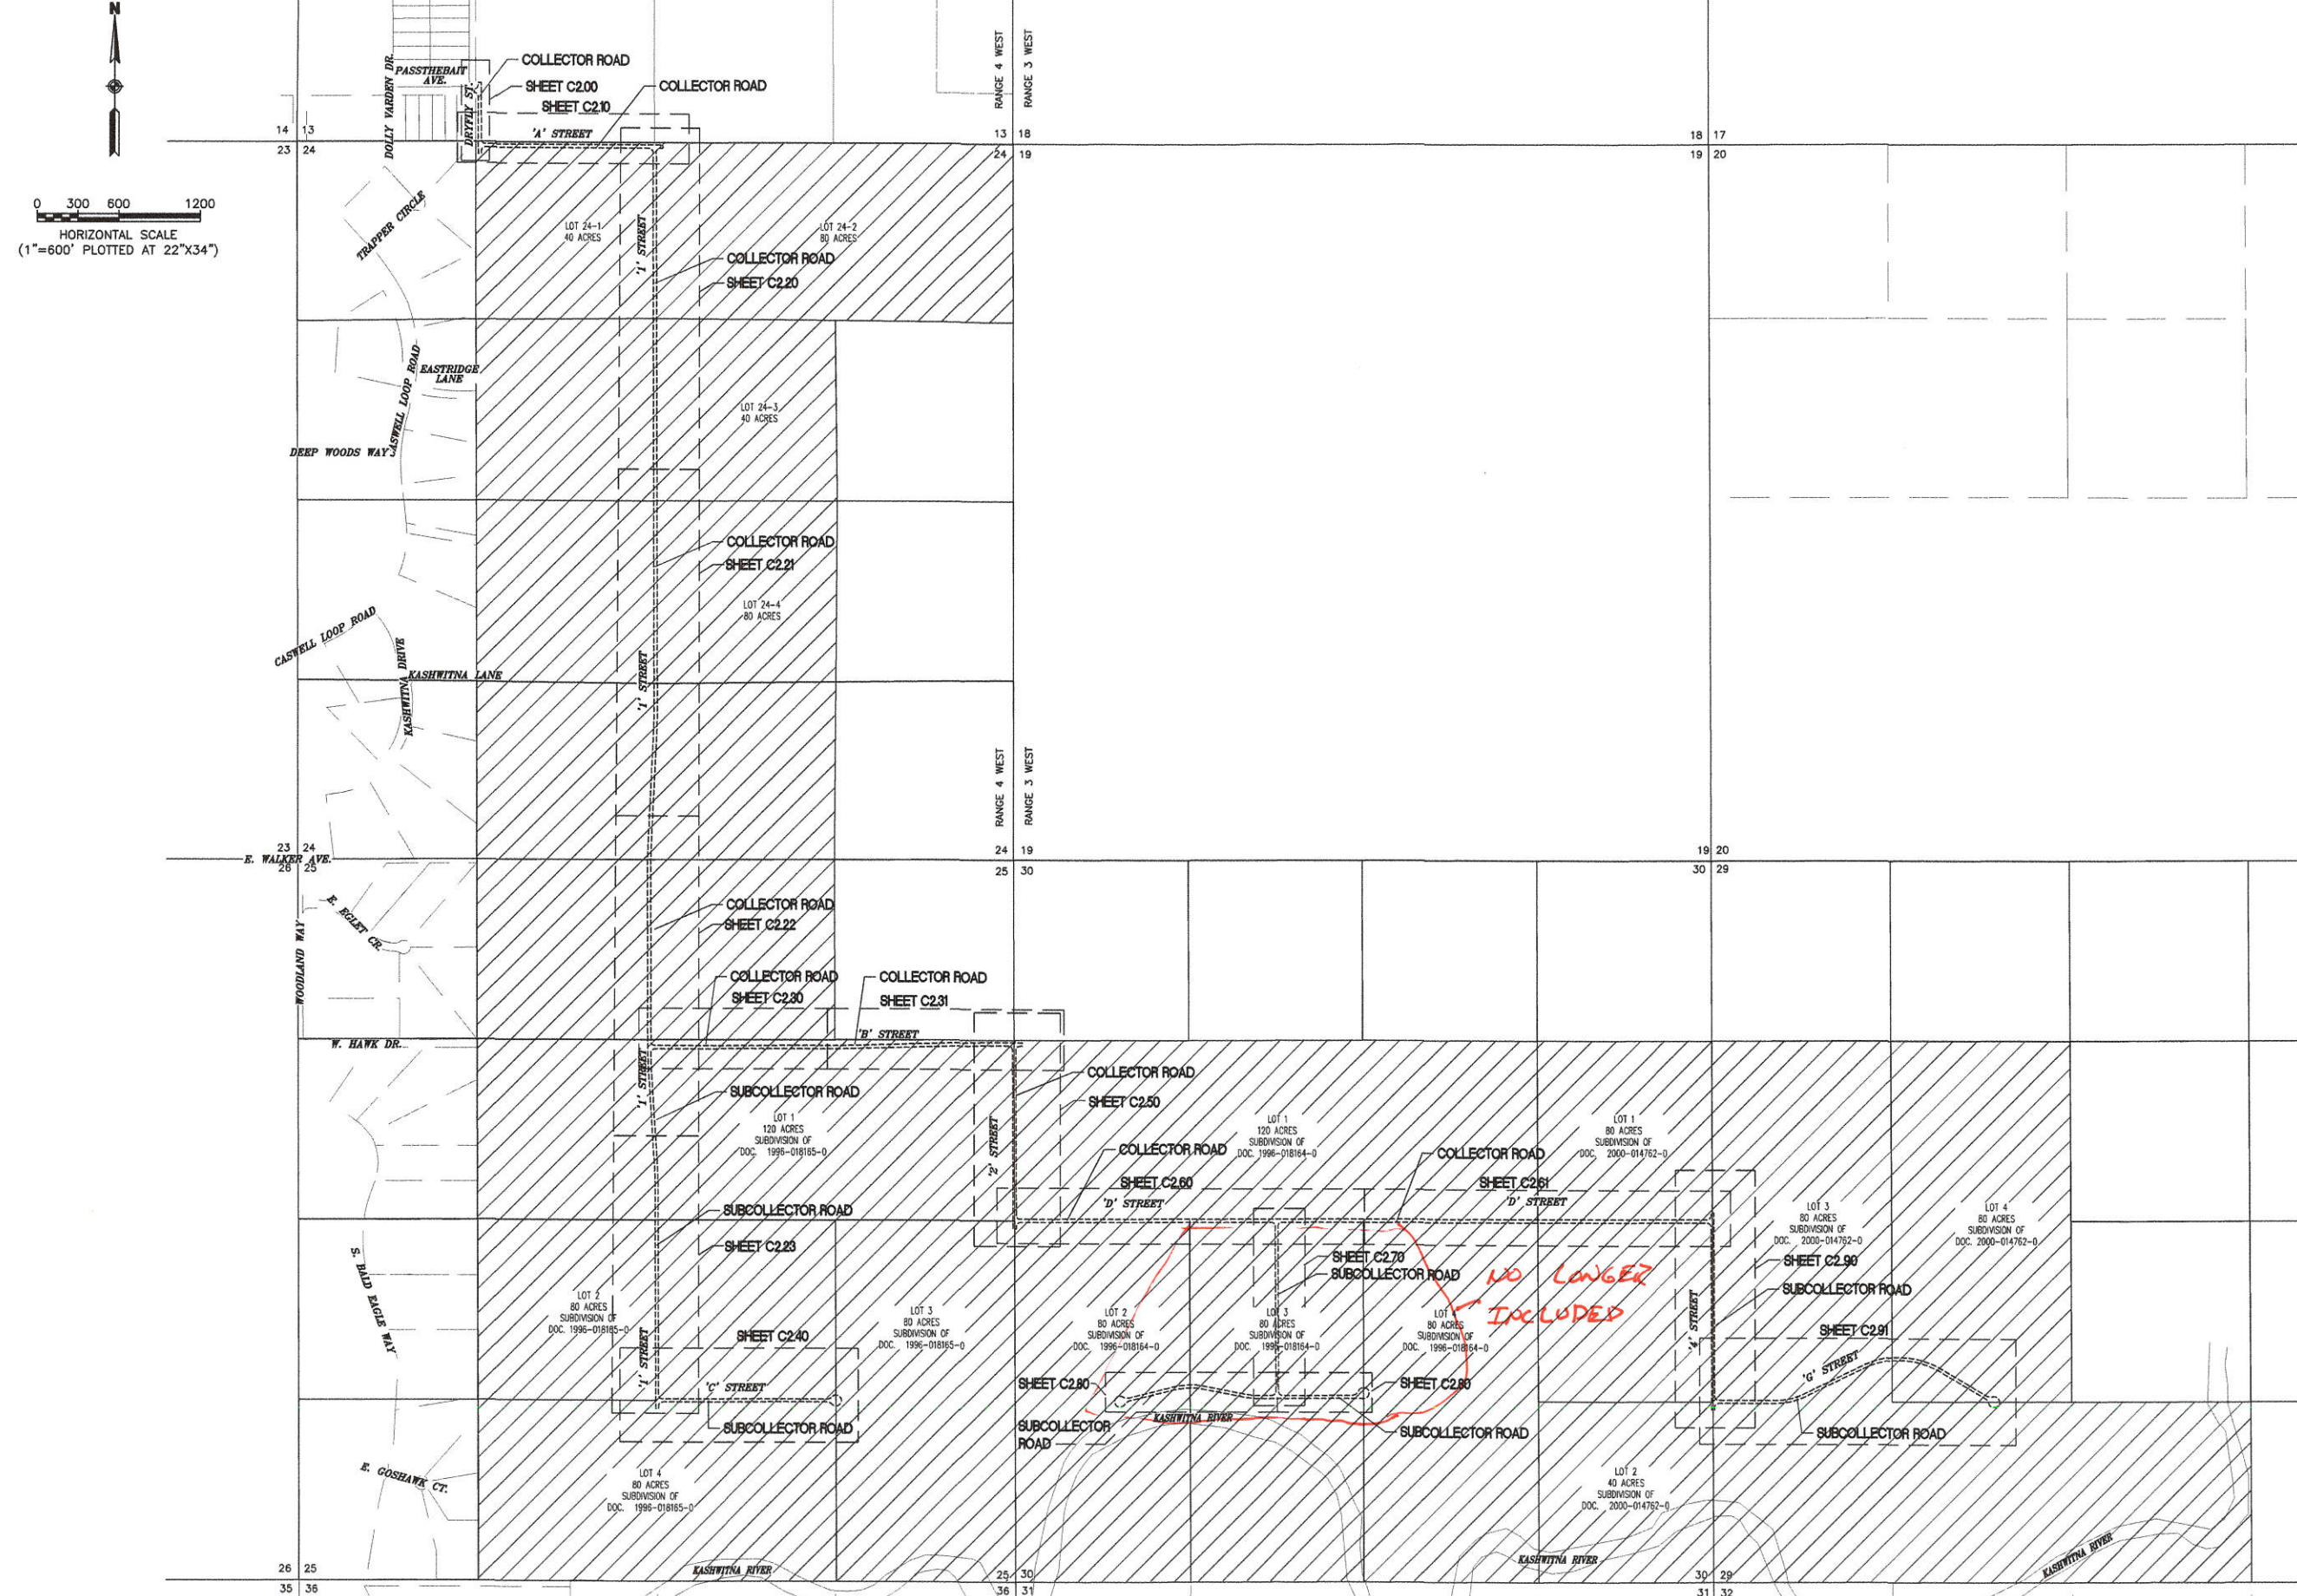 N
COLLECTOR ROAD
PASSTHEBAIT
AVE.
SHEET C2.00
COLLECTOR ROAD
SHEET C2.10
DOLLY VARDEN DR.
DRYFLY ST.
'A' STREET
RANGE 4 WEST
RANGE 3 WEST
14 13
23 24
13 18
24 19
18 17
19 20
0 300 600 1200
HORIZONTAL SCALE
(1"=600' PLOTTED AT 22"X34")
TRAPPER CIRCLE
LOT 24-1
40 ACRES
'1' STREET
LOT 24-2
80 ACRES
COLLECTOR ROAD
SHEET C2.20
CASWELL LOOP ROAD
EASTRIDGE
LANE
LOT 24-3
40 ACRES
DEEP WOODS WAY
COLLECTOR ROAD
SHEET C2.21
LOT 24-4
80 ACRES
CASWELL LOOP ROAD
KASHWITNA DRIVE
KASHWITNA LANE
'1' STREET
RANGE 4 WEST
RANGE 3 WEST
23 24
E. WALKER AVE.
26 25
24 19
25 30
19 20
30 29
E. EGLET CR.
WOODLAND WAY
COLLECTOR ROAD
SHEET C2.22
COLLECTOR ROAD
SHEET C2.30
COLLECTOR ROAD
SHEET C2.31
'B' STREET
W. HAWK DR.
'1' STREET
SUBCOLLECTOR ROAD
COLLECTOR ROAD
SHEET C2.50
LOT 1
120 ACRES
SUBDIVISION OF
DOC. 1996-018165-0
'2' STREET
COLLECTOR ROAD
LOT 1
120 ACRES
SUBDIVISION OF
DOC. 1996-018164-0
COLLECTOR ROAD
LOT 1
80 ACRES
SUBDIVISION OF
DOC. 2000-014762-0
SHEET C2.60
'D' STREET
SHEET C2.61
'D' STREET
SUBCOLLECTOR ROAD
SHEET C2.23
LOT 3
80 ACRES
SUBDIVISION OF
DOC. 2000-014762-0
LOT 4
80 ACRES
SUBDIVISION OF
DOC. 2000-014762-0
S. BALD EAGLE WAY
SHEET C2.70
SUBCOLLECTOR ROAD
NO LONGER
INCLUDED
SHEET C2.90
SUBCOLLECTOR ROAD
LOT 2
80 ACRES
SUBDIVISION OF
DOC. 1996-018165-0
'1' STREET
SHEET C2.40
LOT 3
80 ACRES
SUBDIVISION OF
DOC. 1996-018165-0
LOT 2
80 ACRES
SUBDIVISION OF
DOC. 1996-018164-0
LOT 3
80 ACRES
SUBDIVISION OF
DOC. 1996-018164-0
LOT 4
80 ACRES
SUBDIVISION OF
DOC. 1996-018164-0
'4' STREET
SHEET C2.91
'G' STREET
'C' STREET
SHEET C2.80
SHEET C2.80
KASHWITNA RIVER
SUBCOLLECTOR ROAD
SUBCOLLECTOR
ROAD
SUBCOLLECTOR ROAD
SUBCOLLECTOR ROAD
E. GOSHAWK CT.
LOT 4
80 ACRES
SUBDIVISION OF
DOC. 1996-018165-0
LOT 2
40 ACRES
SUBDIVISION OF
DOC. 2000-014762-0
KASHWITNA RIVER
KASHWITNA RIVER
KASHWITNA RIVER
26 25
35 36
25 30
36 31
30 29
31 32